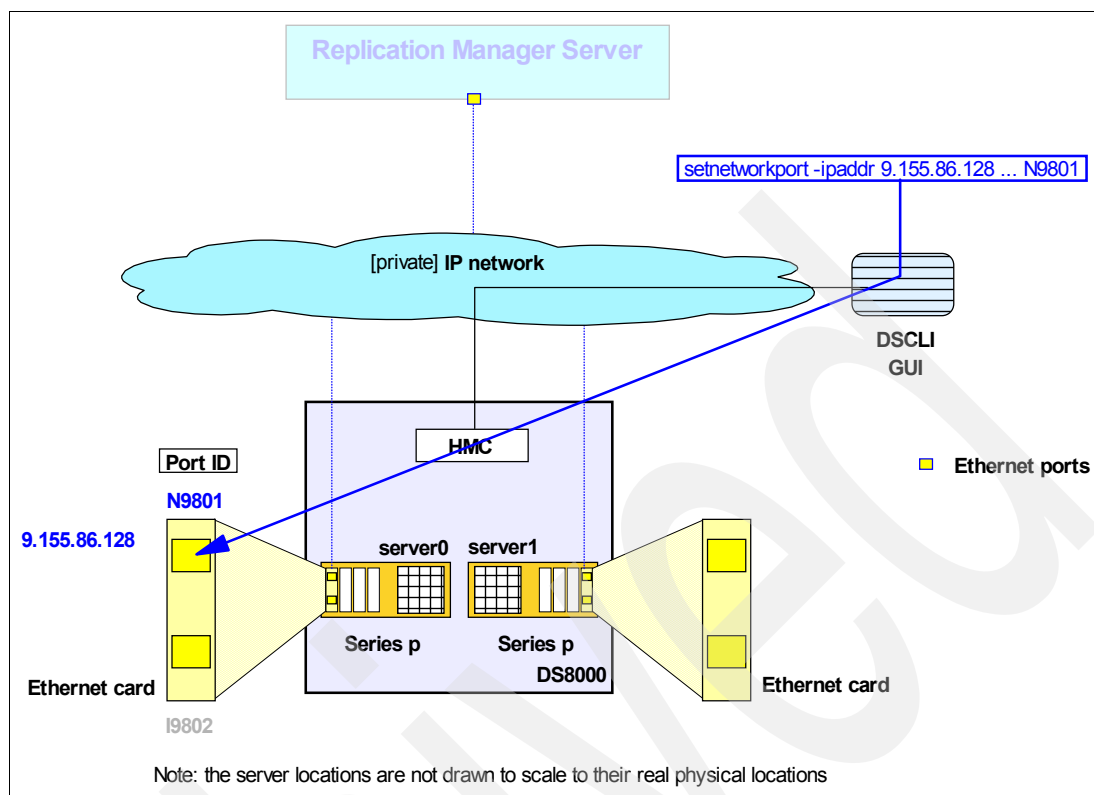 Replication Manager Server
setnetworkport -ipaddr 9.155.86.128 ... N9801
[private] IP network
DSCLI
GUI
HMC
Port ID
Ethernet ports
N9801
9.155.86.128
server0 server1
Series p Series p
DS8000
Ethernet card Ethernet card
I9802
Note: the server locations are not drawn to scale to their real physical locations